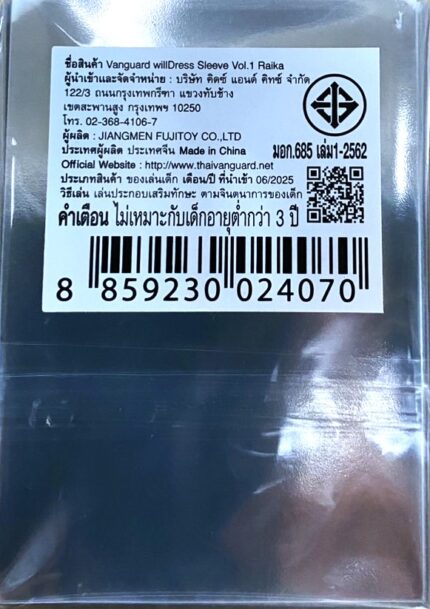 ชื่อสินค้า Vanguard willDress Sleeve Vol.1 Raika
ผู้นำเข้าและจัดจำหน่าย : บริษัท คิดซ์ แอนด์ คิทซ์ จำกัด
122/3 ถนนกรุงเทพกรีฑา แขวงทับช้าง
เขตสะพานสูง กรุงเทพฯ 10250
โทร. 02-368-4106-7
ผู้ผลิต : JIANGMEN FUJITOY CO.,LTD
ประเทศผู้ผลิต ประเทศจีน Made in China
Official Website : http://www.thaivanguard.net
ประเภทสินค้า ของเล่นเด็ก เดือน/ปี ที่นำเข้า 06/2025
วิธีเล่น เล่นประกอบเสริมทักษะ ตามจินตนาการของเด็ก
มอก.685 เล่ม1-2562
คำเตือน ไม่เหมาะกับเด็กอายุต่ำกว่า 3 ปี
8 859230 024070